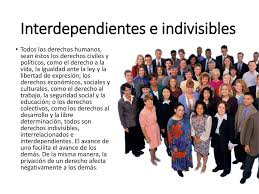 Interdependientes e indivisibles
• Todos los derechos humanos,
sean éstos los derechos civiles y
políticos, como el derecho a la
vida, la igualdad ante la ley y la
libertad de expresión; los
derechos económicos, sociales y
culturales, como el derecho al
trabajo, la seguridad social y la
educación; o los derechos
colectivos, como los derechos al
desarrollo y la libre
determinación, todos son
derechos indivisibles,
interrelacionados e
interdependientes. El avance de
uno facilita el avance de los
demás. De la misma manera, la
privación de un derecho afecta
negativamente a los demás.